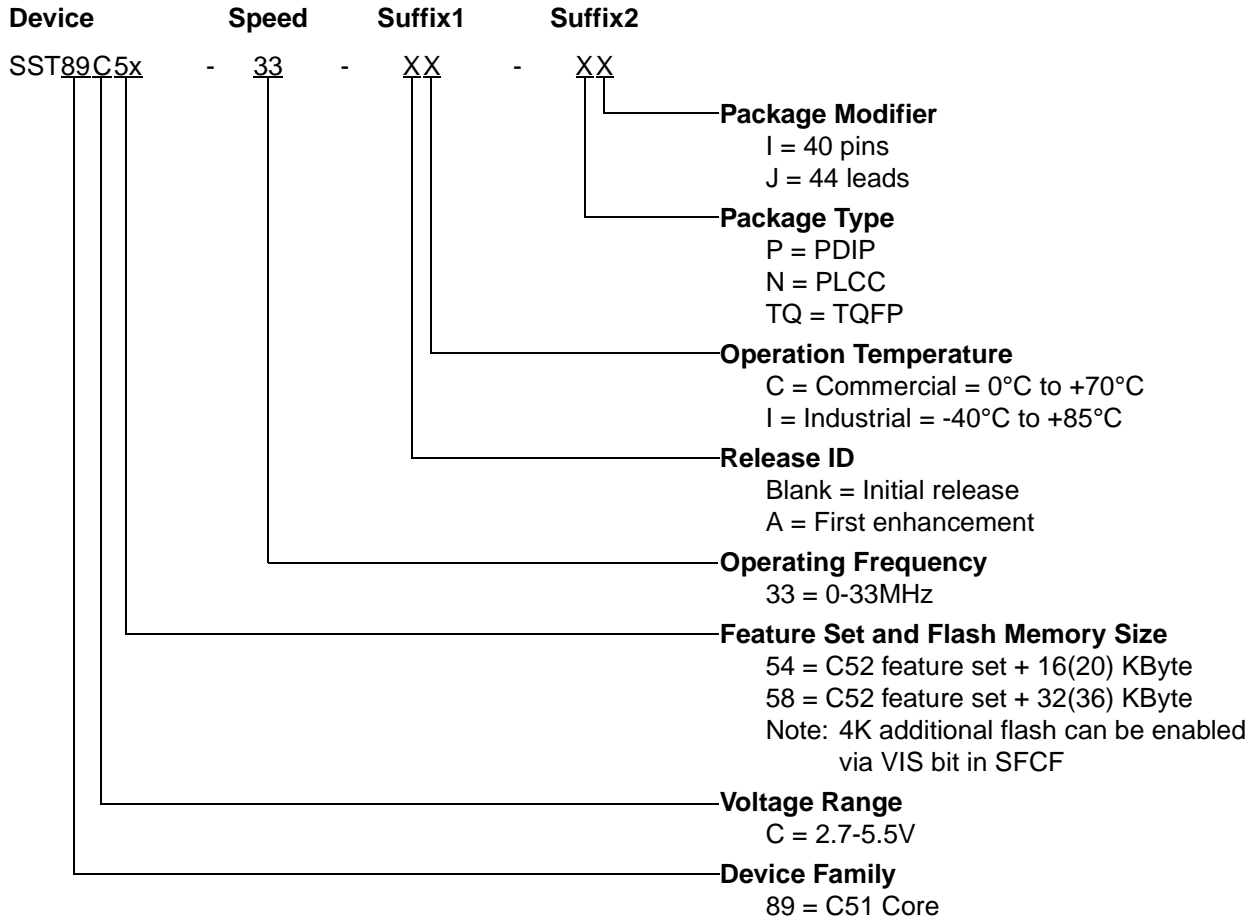 Device Speed Suffix1 Suffix2
SST89C5x - 33 - XX - XX
Package Modifier
I = 40 pins
J = 44 leads
Package Type
P = PDIP
N = PLCC
TQ = TQFP
Operation Temperature
C = Commercial = 0°C to +70°C
I = Industrial = -40°C to +85°C
Release ID
Blank = Initial release
A = First enhancement
Operating Frequency
33 = 0-33MHz
Feature Set and Flash Memory Size
54 = C52 feature set + 16(20) KByte
58 = C52 feature set + 32(36) KByte
Note: 4K additional flash can be enabled
via VIS bit in SFCF
Voltage Range
C = 2.7-5.5V
Device Family
89 = C51 Core